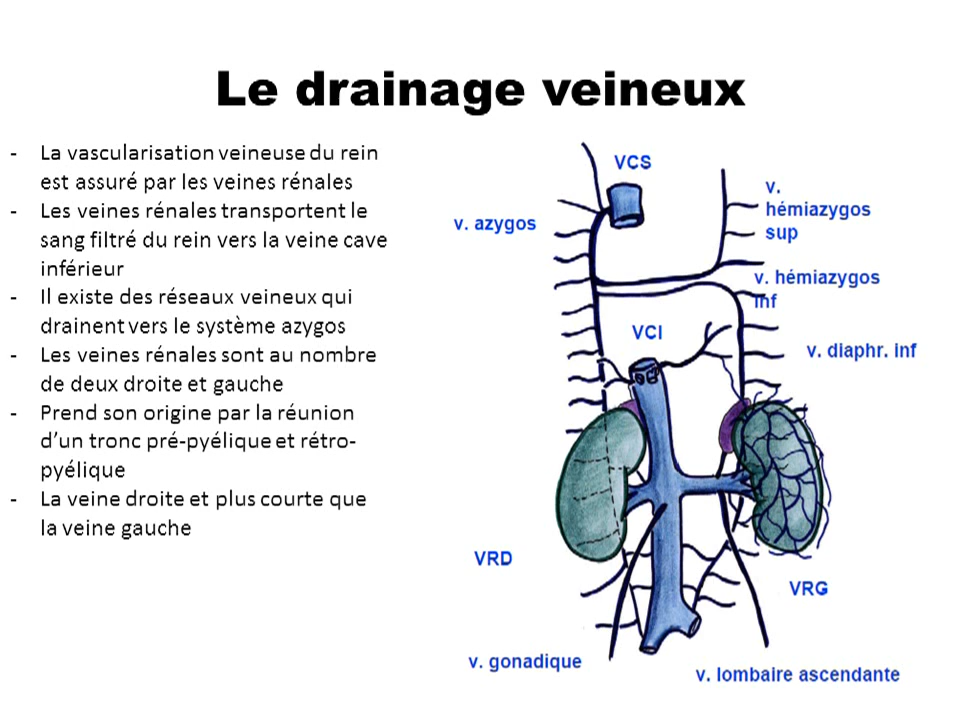 Le drainage veineux
- La vascularisation veineuse du rein
est assuré par les veines rénales
- Les veines rénales transportent le
sang filtré du rein vers la veine cave
inférieur
- Il existe des réseaux veineux qui
drainent vers le système azygos
- Les veines rénales sont au nombre
de deux droite et gauche
- Prend son origine par la réunion
d'un tronc pré-pyélique et rétro-
pyélique
- La veine droite et plus courte que
la veine gauche
VCS
v. azygos
v.
hémiazygos
sup
v. hémiazygos
inf
VCI
v. diaphr. inf
VRD
VRG
v. gonadique
v. lombaire ascendante